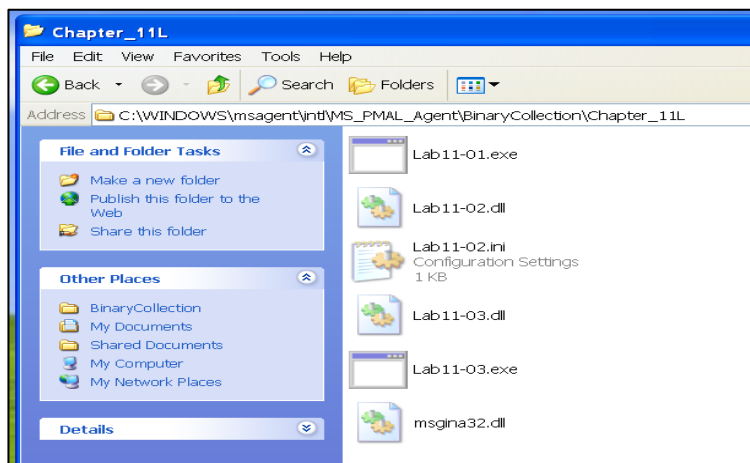 Chapter_11L
File Edit View Favorites Tools Help
Back Search Folders
Address C:\WINDOWS\msagent\intl\MS_PMAL_Agent\BinaryCollection\Chapter_11L
File and Folder Tasks
Make a new folder
Publish this folder to the
Web
Share this folder
Other Places
BinaryCollection
My Documents
Shared Documents
My Computer
My Network Places
Details
Lab11-01.exe
Lab11-02.dll
Lab11-02.ini
Configuration Settings
1 KB
Lab11-03.dll
Lab11-03.exe
msgina32.dll